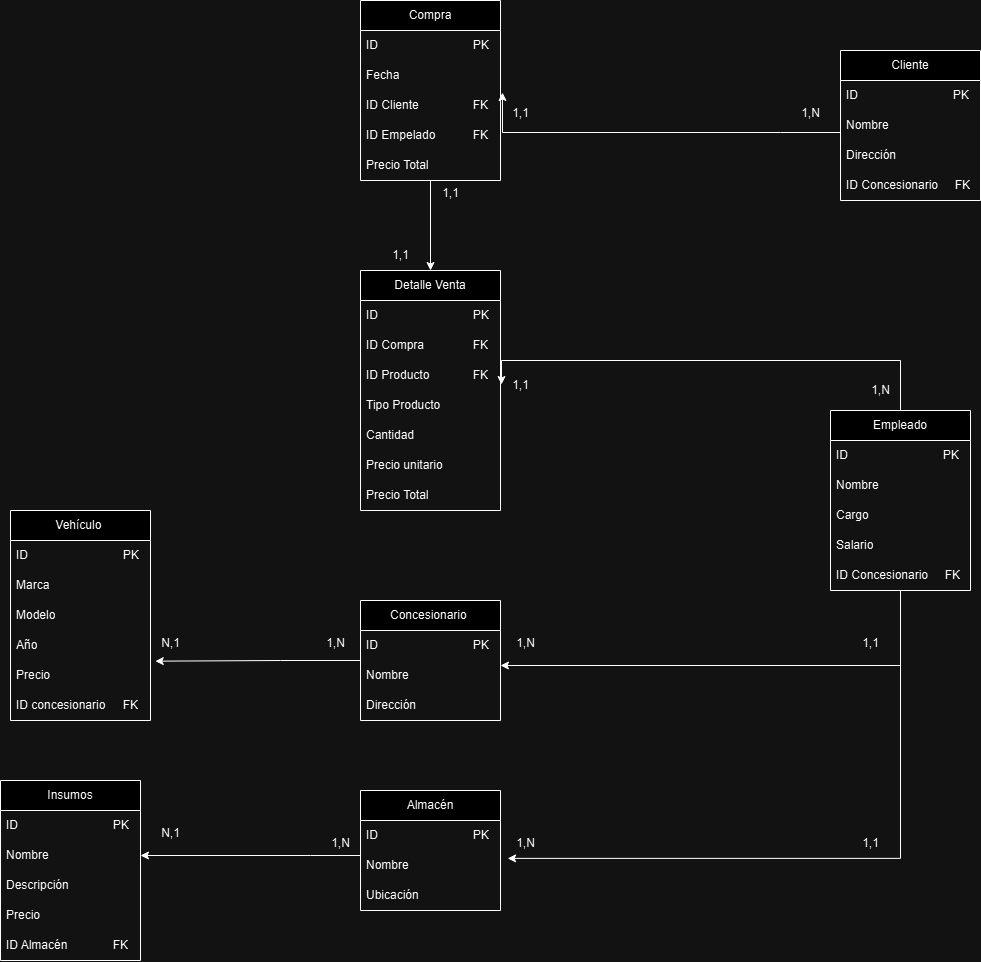 Compra
ID PK
Fecha
ID Cliente FK
ID Empelado FK
Precio Total
1,1
1,N
Cliente
ID PK
Nombre
Dirección
ID Concesionario FK
1,1
1,1
Detalle Venta
ID PK
ID Compra FK
ID Producto FK
Tipo Producto
Cantidad
Precio unitario
Precio Total
1,1
1,N
Empleado
ID PK
Nombre
Cargo
Salario
ID Concesionario FK
Vehículo
ID PK
Marca
Modelo
Año
Precio
ID concesionario FK
N,1
1,N
Concesionario
ID PK
Nombre
Dirección
1,N
1,1
Insumos
ID PK
Nombre
Descripción
Precio
ID Almacén FK
N,1
1,N
Almacén
ID PK
Nombre
Ubicación
1,N
1,1